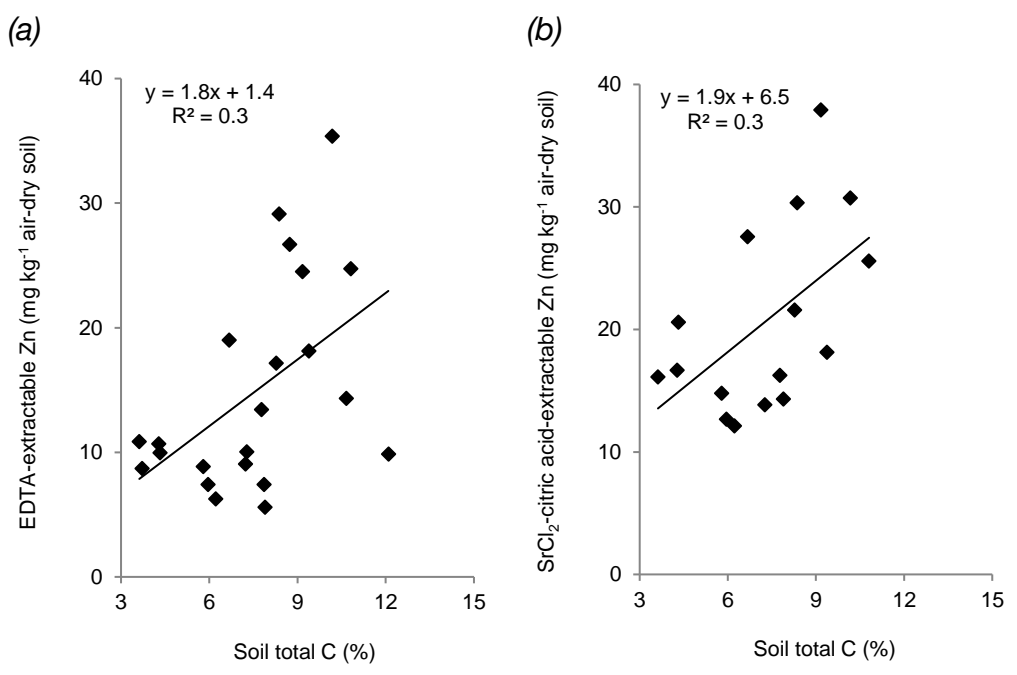 (a)
y = 1.8x + 1.4
R² = 0.3
EDTA-extractable Zn (mg kg⁻¹ air-dry soil)
40
30
20
10
0
3 6 9 12 15
Soil total C (%)
(b)
y = 1.9x + 6.5
R² = 0.3
SrCl₂-citric acid-extractable Zn (mg kg⁻¹ air-dry soil)
40
30
20
10
0
3 6 9 12 15
Soil total C (%)